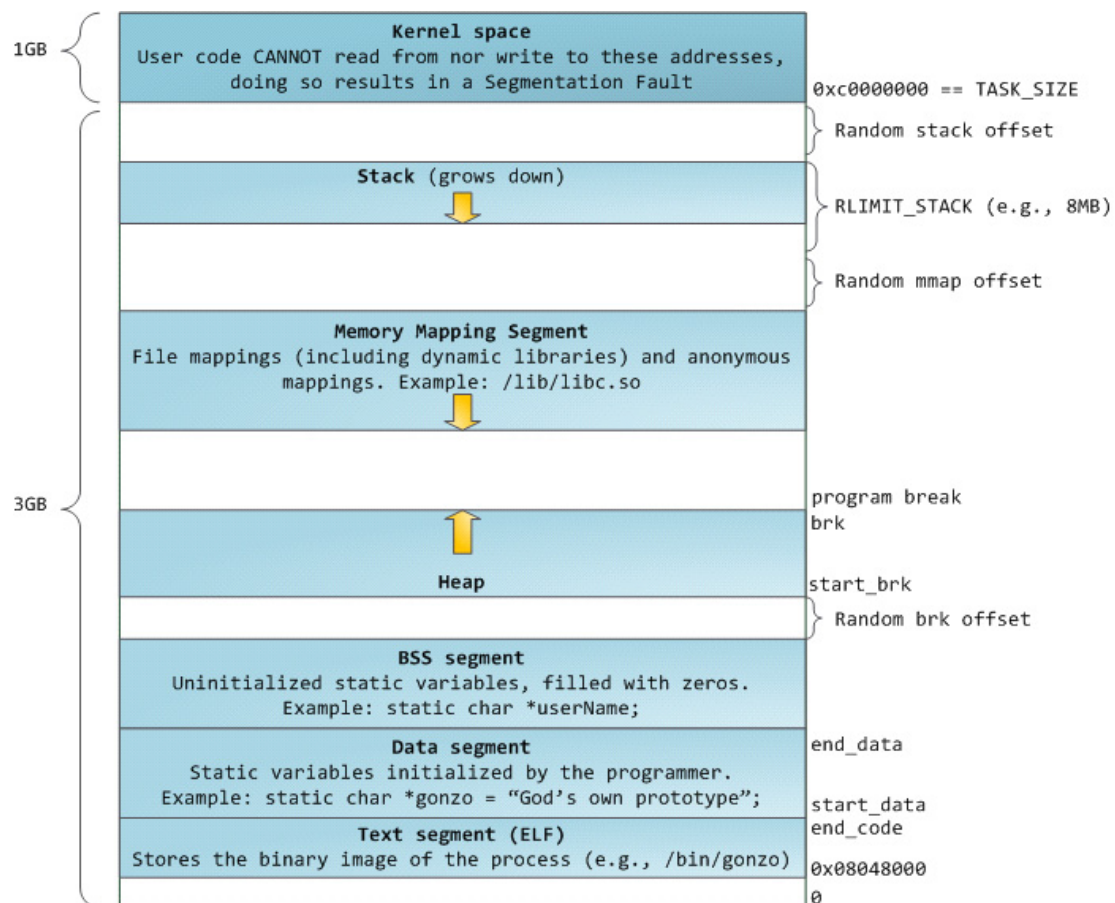 1GB
Kernel space
User code CANNOT read from nor write to these addresses,
doing so results in a Segmentation Fault
0xc0000000 == TASK_SIZE
Random stack offset
Stack (grows down)
RLIMIT_STACK (e.g., 8MB)
Random mmap offset
Memory Mapping Segment
File mappings (including dynamic libraries) and anonymous
mappings. Example: /lib/libc.so
3GB
program break
brk
Heap
start_brk
Random brk offset
BSS segment
Uninitialized static variables, filled with zeros.
Example: static char *userName;
Data segment
end_data
Static variables initialized by the programmer.
Example: static char *gonzo = “God’s own prototype”;
start_data
Text segment (ELF)
end_code
Stores the binary image of the process (e.g., /bin/gonzo)
0x08048000
0